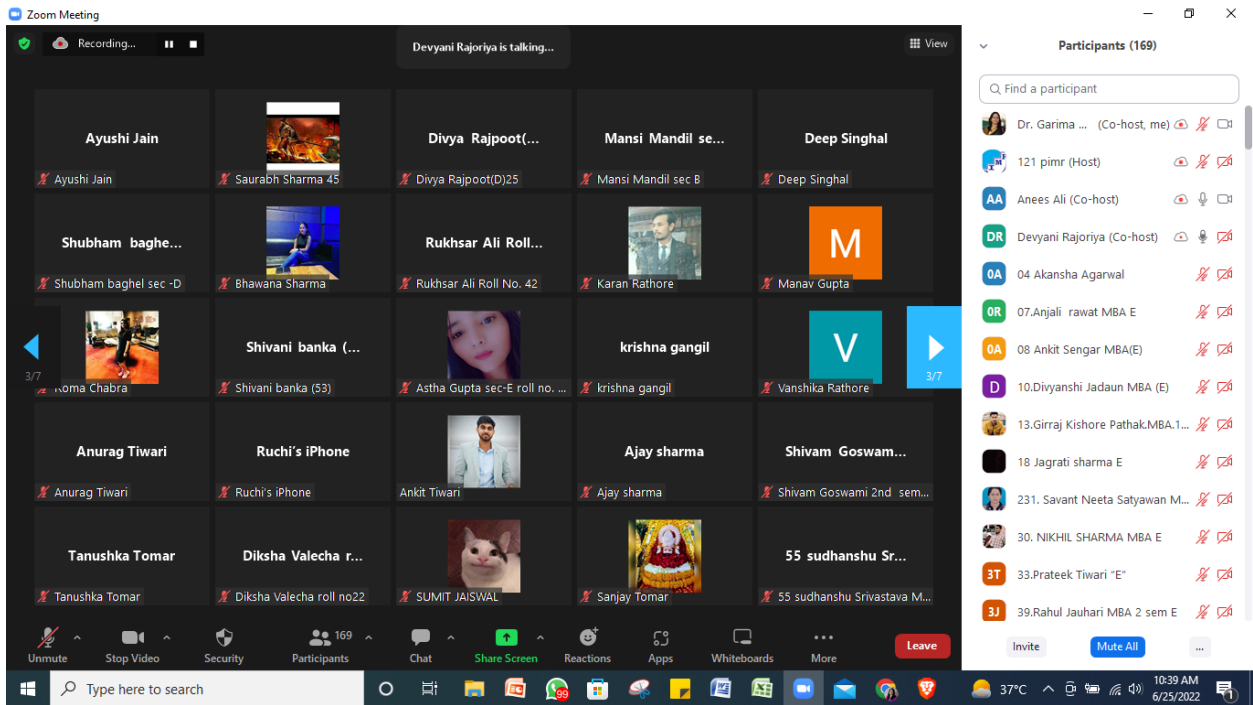 Zoom Meeting
Recording...
Devyani Rajoriya is talking...
View
Ayushi Jain
Ayushi Jain
Saurabh Sharma 45
Divya Rajpoot(...
Divya Rajpoot(D)25
Mansi Mandil se...
Mansi Mandil sec B
Deep Singhal
Deep Singhal
Shubham baghe...
Shubham baghel sec -D
Bhawana Sharma
Rukhsar Ali Roll...
Rukhsar Ali Roll No. 42
Karan Rathore
M
Manav Gupta
3/7
Roma Chabra
Shivani banka (...
Shivani banka (53)
Astha Gupta sec-E roll no. ...
krishna gangil
krishna gangil
V
Vanshika Rathore
3/7
Anurag Tiwari
Anurag Tiwari
Ruchi's iPhone
Ruchi's iPhone
Ankit Tiwari
Ajay sharma
Ajay sharma
Shivam Goswam...
Shivam Goswami 2nd sem...
Tanushka Tomar
Tanushka Tomar
Diksha Valecha r...
Diksha Valecha roll no22
SUMIT JAISWAL
Sanjay Tomar
55 sudhanshu Sr...
55 sudhanshu Srivastava M...
Unmute
Stop Video
Security
169
Participants
Chat
Share Screen
Reactions
Apps
Whiteboards
More
Leave
Participants (169)
Find a participant
Dr. Garima ... (Co-host, me)
121 pimr (Host)
AA Anees Ali (Co-host)
DR Devyani Rajoriya (Co-host)
0A 04 Akansha Agarwal
0R 07.Anjali rawat MBA E
0A 08 Ankit Sengar MBA(E)
D 10.Divyanshi Jadaun MBA (E)
13.Girraj Kishore Pathak.MBA.1...
18 Jagrati sharma E
231. Savant Neeta Satyawan M...
30. NIKHIL SHARMA MBA E
3T 33.Prateek Tiwari "E"
3J 39.Rahul Jauhari MBA 2 sem E
Invite
Mute All
...
Type here to search
99
37°C
10:39 AM
6/25/2022
1